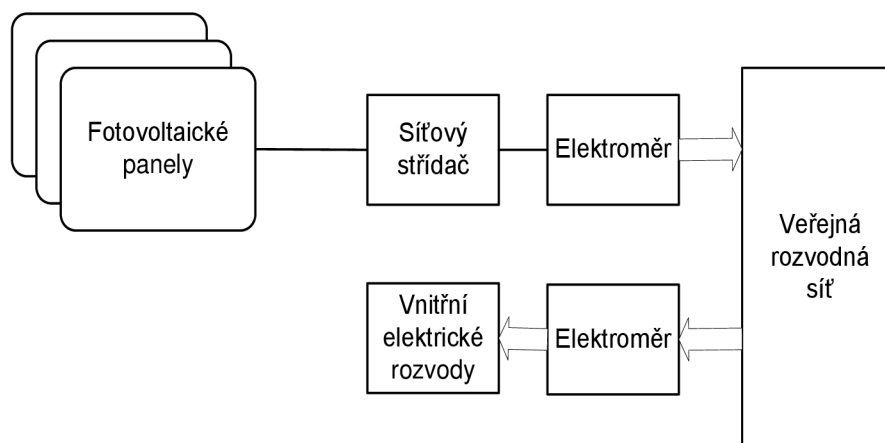 Fotovoltaické
panely
Síťový
střídač
Elektroměr
Veřejná
rozvodná
síť
Vnitřní
elektrické
rozvody
Elektroměr